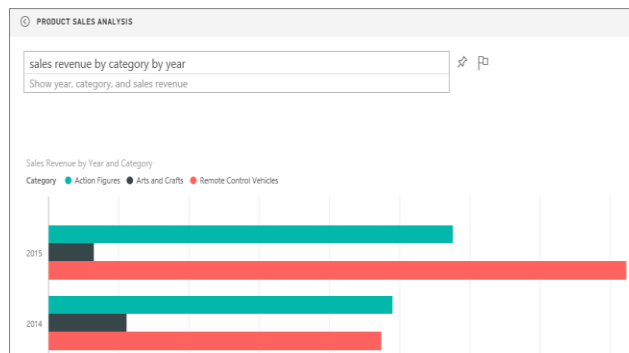 PRODUCT SALES ANALYSIS
sales revenue by category by year
Show year, category, and sales revenue
Sales Revenue by Year and Category
Category Action Figures Arts and Crafts Remote Control Vehicles
2015
2014